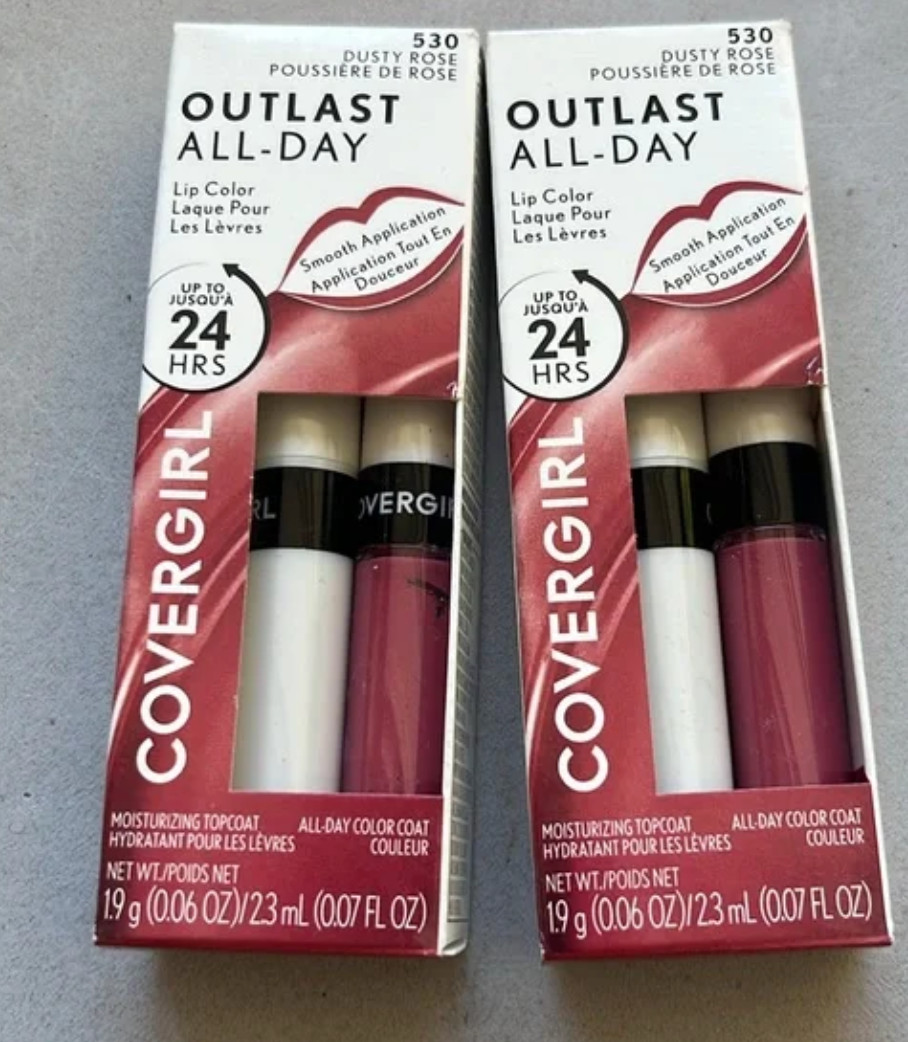 530
DUSTY ROSE
POUSSIÈRE DE ROSE
OUTLAST
ALL-DAY
Lip Color
Laque Pour
Les Lèvres
Smooth Application
Application Tout En
Douceur
UP TO
JUSQU'À
24
HRS
COVERGIRL
RL
OVERGIR
MOISTURIZING TOPCOAT
HYDRATANT POUR LES LÈVRES
ALL-DAY COLOR COAT
COULEUR
NET WT./POIDS NET
1.9 g (0.06 OZ)/2.3 mL (0.07 FL OZ)
530
DUSTY ROSE
POUSSIÈRE DE ROSE
OUTLAST
ALL-DAY
Lip Color
Laque Pour
Les Lèvres
Smooth Application
Application Tout En
Douceur
UP TO
JUSQU'À
24
HRS
COVERGIRL
MOISTURIZING TOPCOAT
HYDRATANT POUR LES LÈVRES
ALL-DAY COLOR COAT
COULEUR
NET WT./POIDS NET
1.9 g (0.06 OZ)/2.3 mL (0.07 FL OZ)